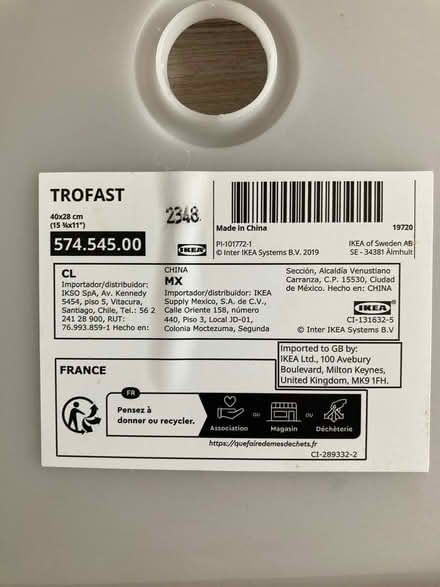 TROFAST
40x28 cm
(15 ¾x11")
574.545.00
2348
IKEA
Made in China
19720
PI-101772-1
© Inter IKEA Systems B.V. 2019
IKEA of Sweden AB
SE - 34381 Älmhult
CL
Importador/distribuidor:
IKSO SpA, Av. Kennedy
5454, piso 5, Vitacura,
Santiago, Chile, Tel.: 56 2
241 28 900, RUT:
76.993.859-1 Hecho en:
CHINA
MX
Importador/distribuidor: IKEA
Supply Mexico, S.A. de C.V.,
Calle Oriente 158, número
440, Piso 3, Local JD-01,
Colonia Moctezuma, Segunda
Sección, Alcaldía Venustiano
Carranza, C.P. 15530, Ciudad
de México. Hecho en: CHINA
IKEA
CI-131632-5
© Inter IKEA Systems B.V.
Imported to GB by:
IKEA Ltd., 100 Avebury
Boulevard, Milton Keynes,
United Kingdom, MK9 1FH.
FRANCE
FR
Pensez à
donner ou recycler.
Association
ou
Magasin
ou
Déchèterie
https://quefairedemesdechets.fr
CI-289332-2